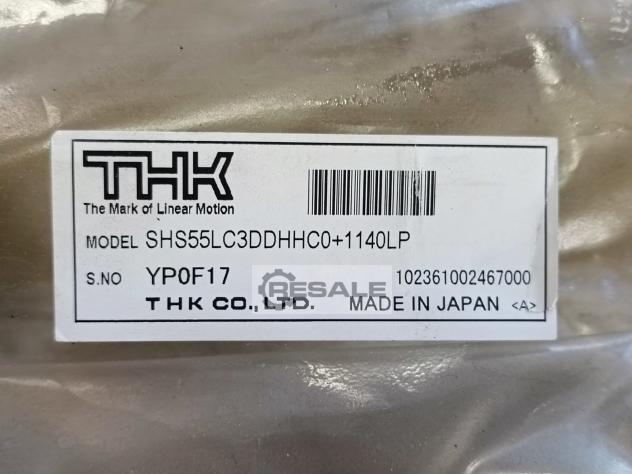 THK
The Mark of Linear Motion
MODEL SHS55LC3DDHHC0+1140LP
S.NO YP0F17 RESALE 102361002467000
THK CO., LTD. MADE IN JAPAN <A>